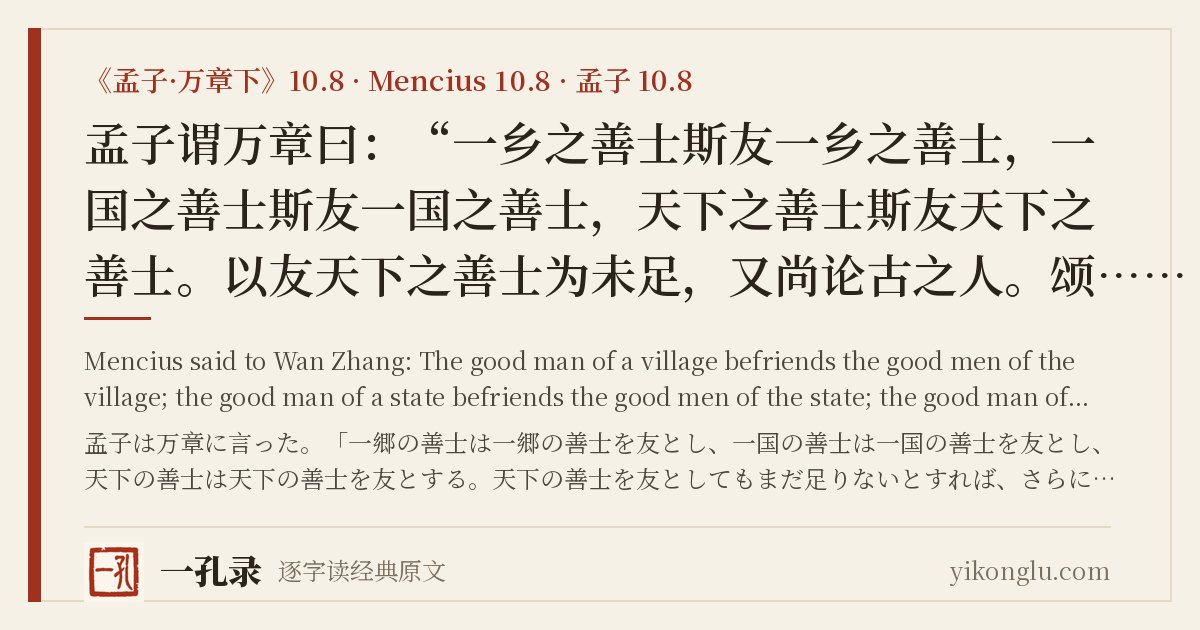 《孟子·万章下》10.8 · Mencius 10.8 · 孟子 10.8
孟子谓万章曰：“一乡之善士斯友一乡之善士，一
国之善士斯友一国之善士，天下之善士斯友天下之
善士。以友天下之善士为未足，又尚论古之人。颂……
Mencius said to Wan Zhang: The good man of a village befriends the good men of the
village; the good man of a state befriends the good men of the state; the good man of…
孟子は万章に言った。「一郷の善士は一郷の善士を友とし、一国の善士は一国の善士を友とし、
天下の善士は天下の善士を友とする。天下の善士を友としてもまだ足りないとすれば、さらに…
一孔
一孔录 逐字读经典原文
yikonglu.com